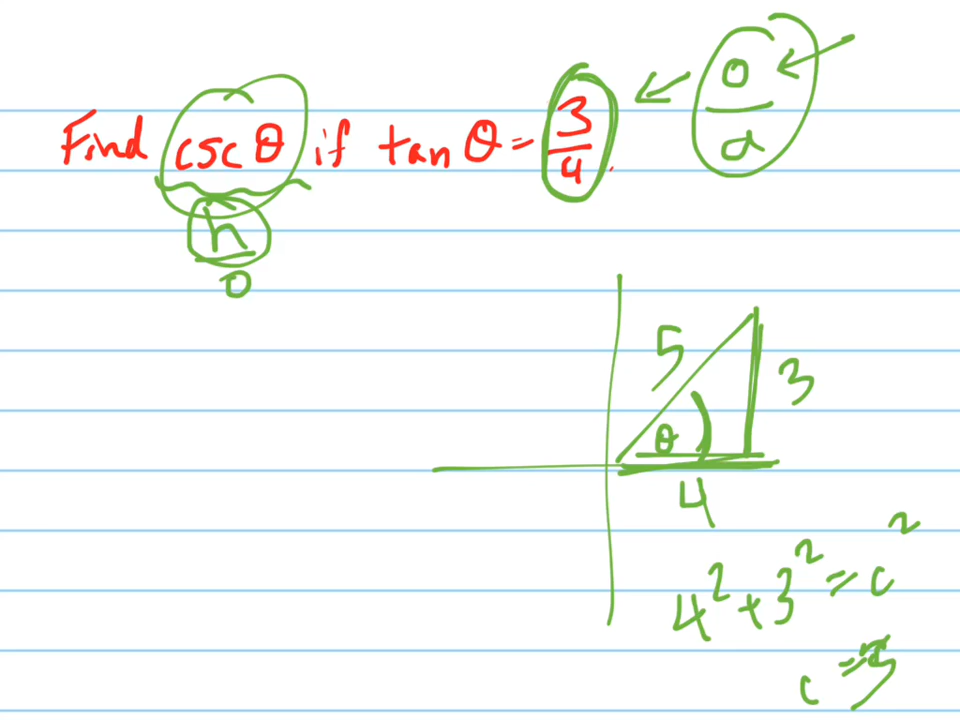 Find csc θ if tan θ = 3/4.
o/a
h/o
5
3
θ
4
4² + 3² = c²
c = 5